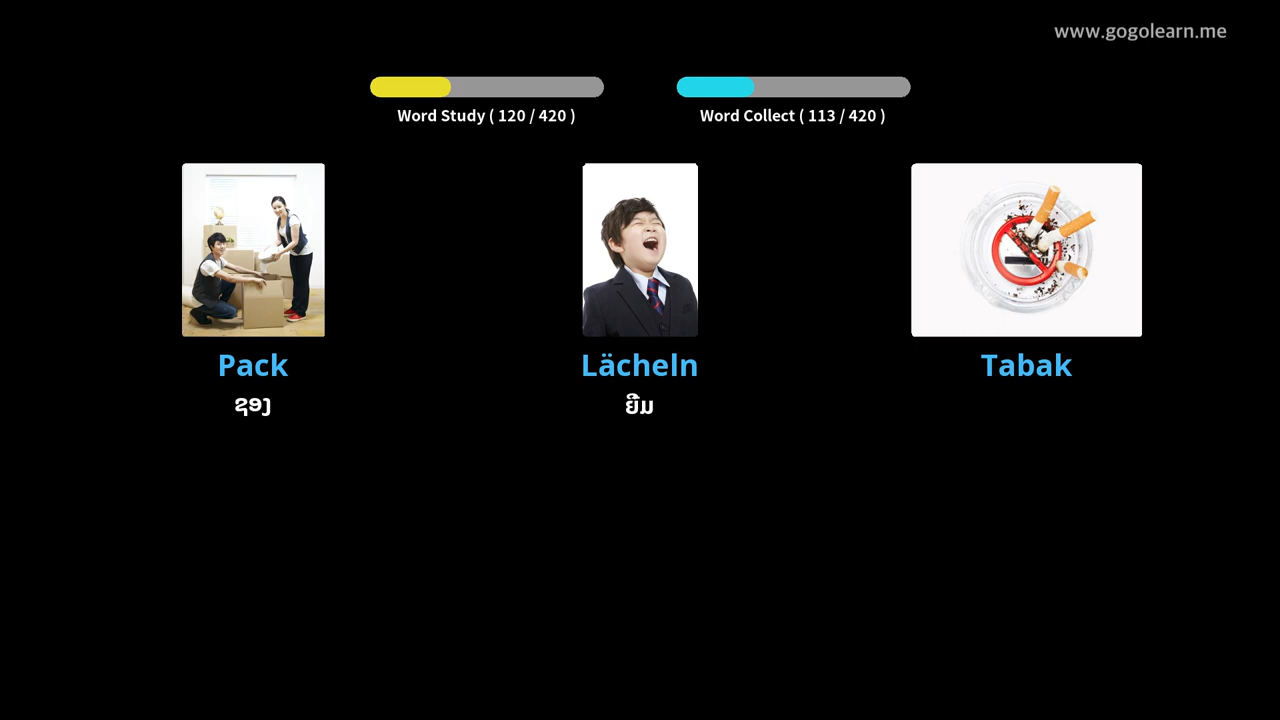 www.gogolearn.me
Word Study ( 120 / 420 )
Word Collect ( 113 / 420 )
Pack
Lächeln
Tabak
ຊອງ
ຍີ້ມ